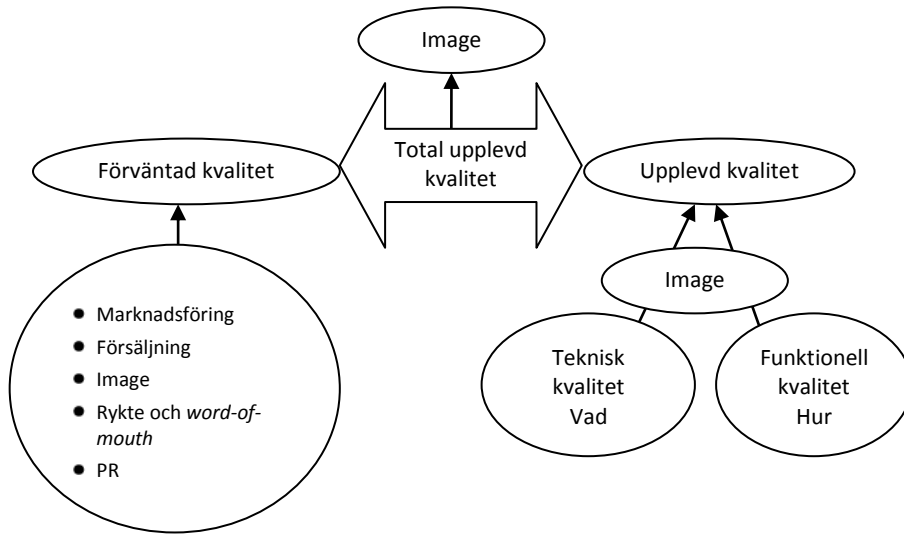 Image
Förväntad kvalitet
Total upplevd
kvalitet
Upplevd kvalitet
Marknadsföring
Försäljning
Image
Rykte och word-of-
mouth
PR
Image
Teknisk
kvalitet
Vad
Funktionell
kvalitet
Hur